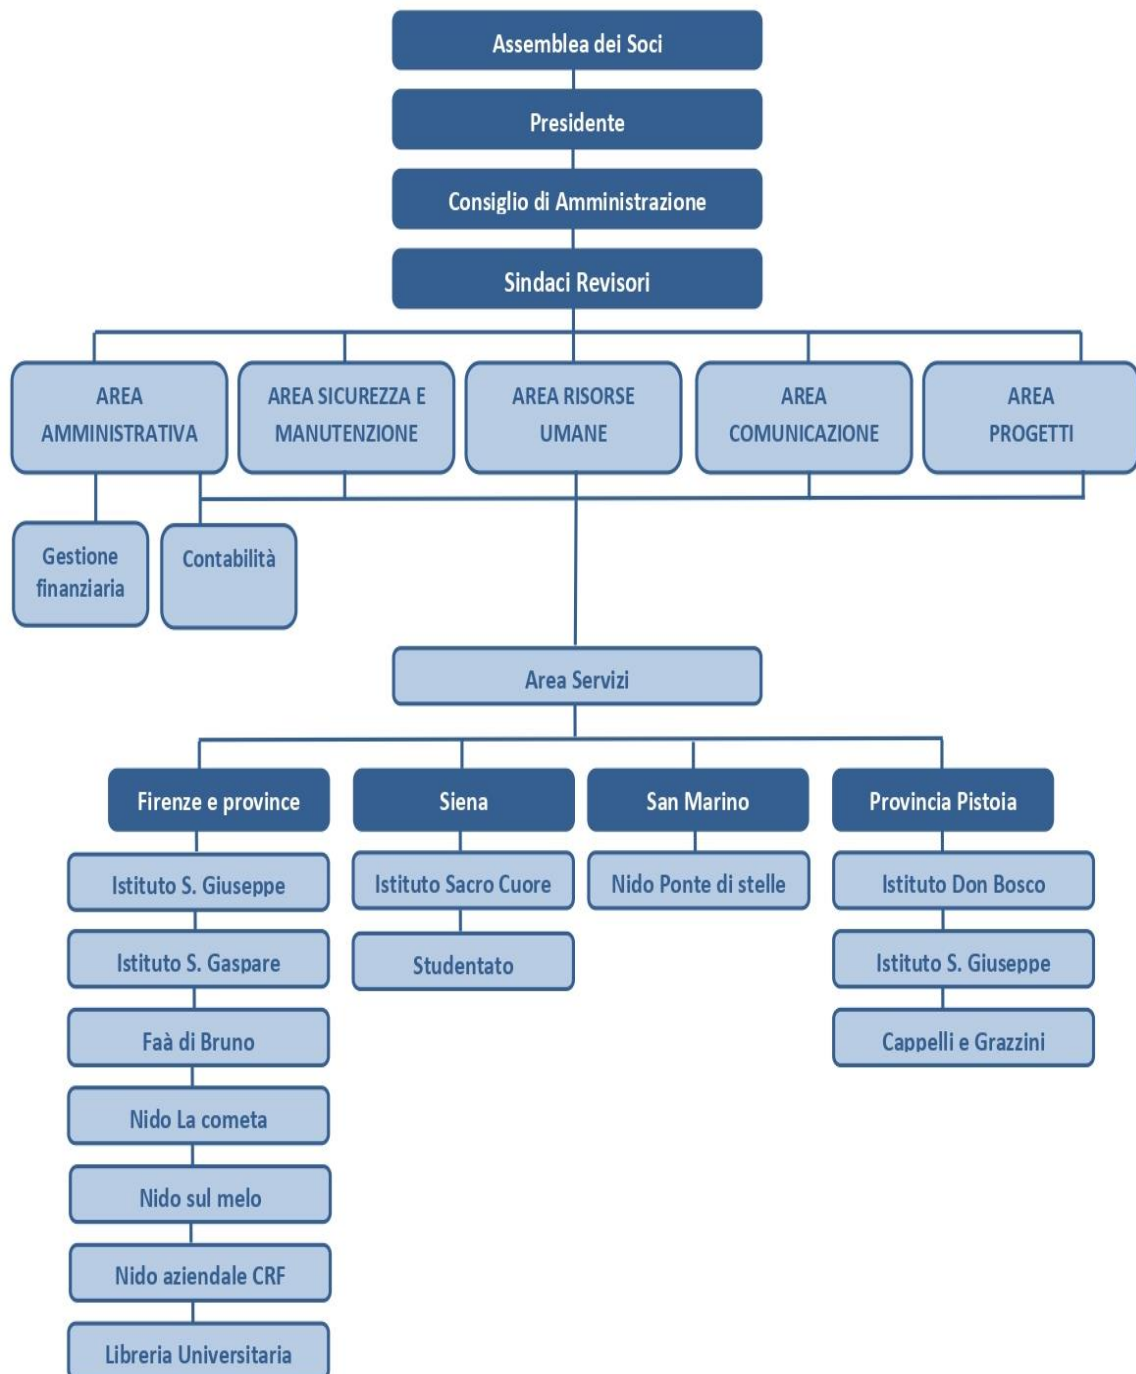 Assemblea dei Soci
Presidente
Consiglio di Amministrazione
Sindaci Revisori
AREA
AMMINISTRATIVA
AREA SICUREZZA E
MANUTENZIONE
AREA RISORSE
UMANE
AREA
COMUNICAZIONE
AREA
PROGETTI
Gestione
finanziaria
Contabilità
Area Servizi
Firenze e province
Istituto S. Giuseppe
Istituto S. Gaspare
Faà di Bruno
Nido La cometa
Nido sul melo
Nido aziendale CRF
Libreria Universitaria
Siena
Istituto Sacro Cuore
Studentato
San Marino
Nido Ponte di stelle
Provincia Pistoia
Istituto Don Bosco
Istituto S. Giuseppe
Cappelli e Grazzini